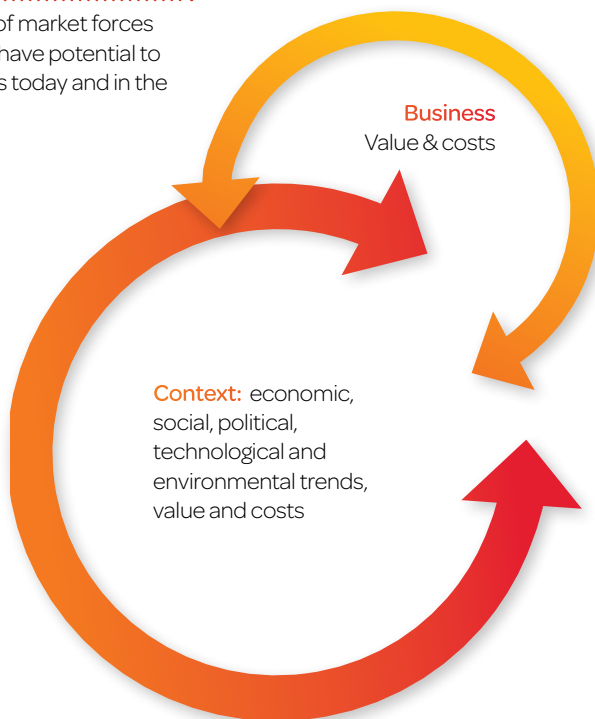 of market forces
have potential to
s today and in the
Business
Value & costs
Context: economic,
social, political,
technological and
environmental trends,
value and costs